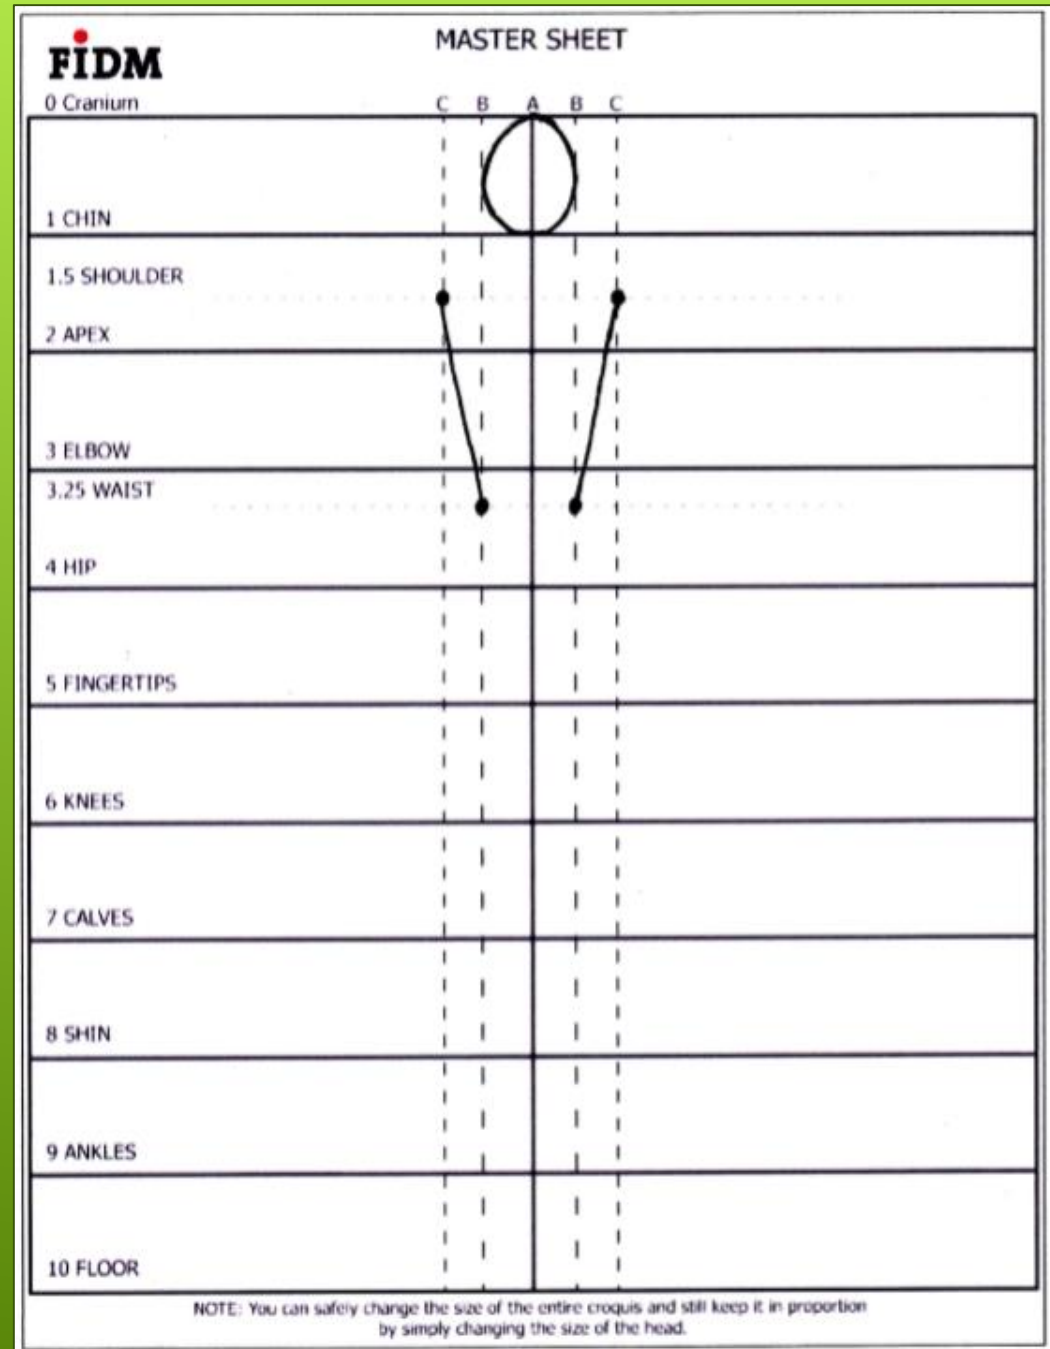 FIDM
MASTER SHEET
0 Cranium
C B A B C
1 CHIN
1.5 SHOULDER
2 APEX
3 ELBOW
3.25 WAIST
4 HIP
5 FINGERTIPS
6 KNEES
7 CALVES
8 SHIN
9 ANKLES
10 FLOOR
NOTE: You can safely change the size of the entire croquis and still keep it in proportion
by simply changing the size of the head.